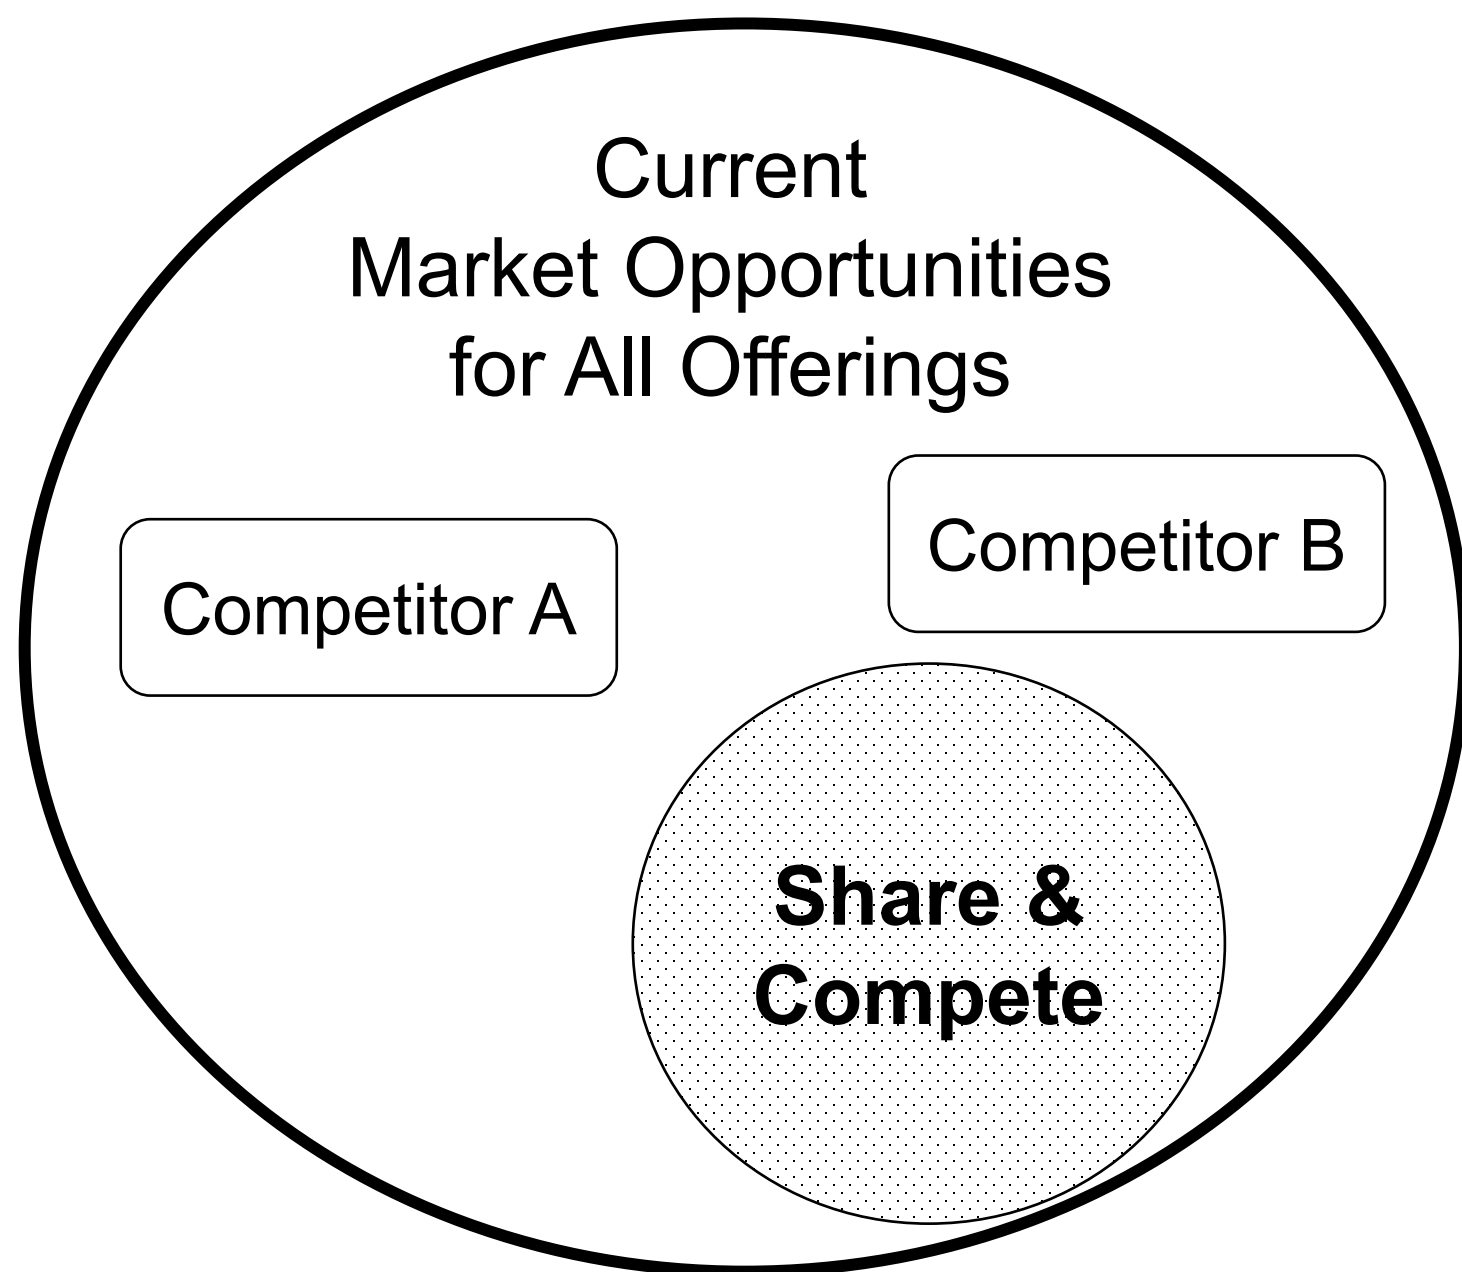 Current
Market Opportunities
for All Offerings
Competitor B
Competitor A
Share &
Compete